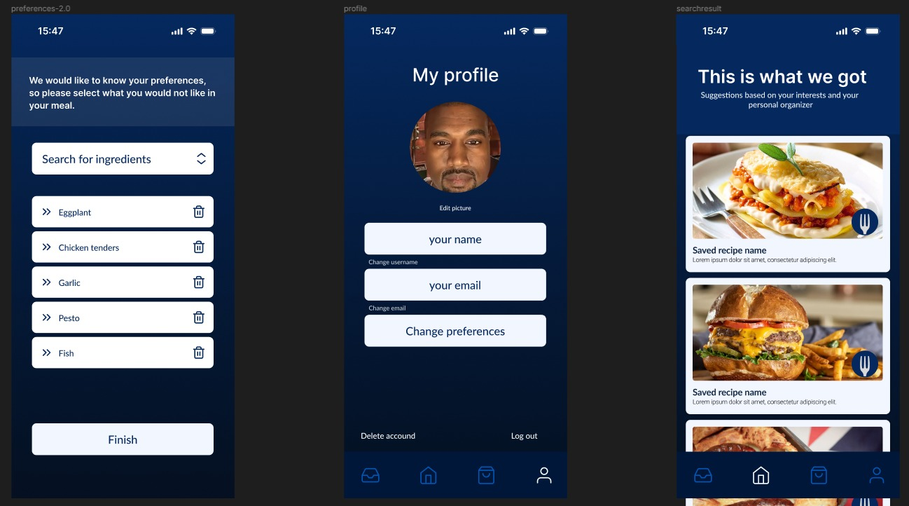 preferences-2.0
15:47
We would like to know your preferences,
so please select what you would not like in
your meal.
Search for ingredients
Eggplant
Chicken tenders
Garlic
Pesto
Fish
Finish
profile
15:47
My profile
Edit picture
your name
Change username
your email
Change email
Change preferences
Delete accound
Log out
searchresult
15:47
This is what we got
Suggestions based on your interests and your
personal organizer
Saved recipe name
Lorem ipsum dolor sit amet, consectetur adipiscing elit.
Saved recipe name
Lorem ipsum dolor sit amet, consectetur adipiscing elit.